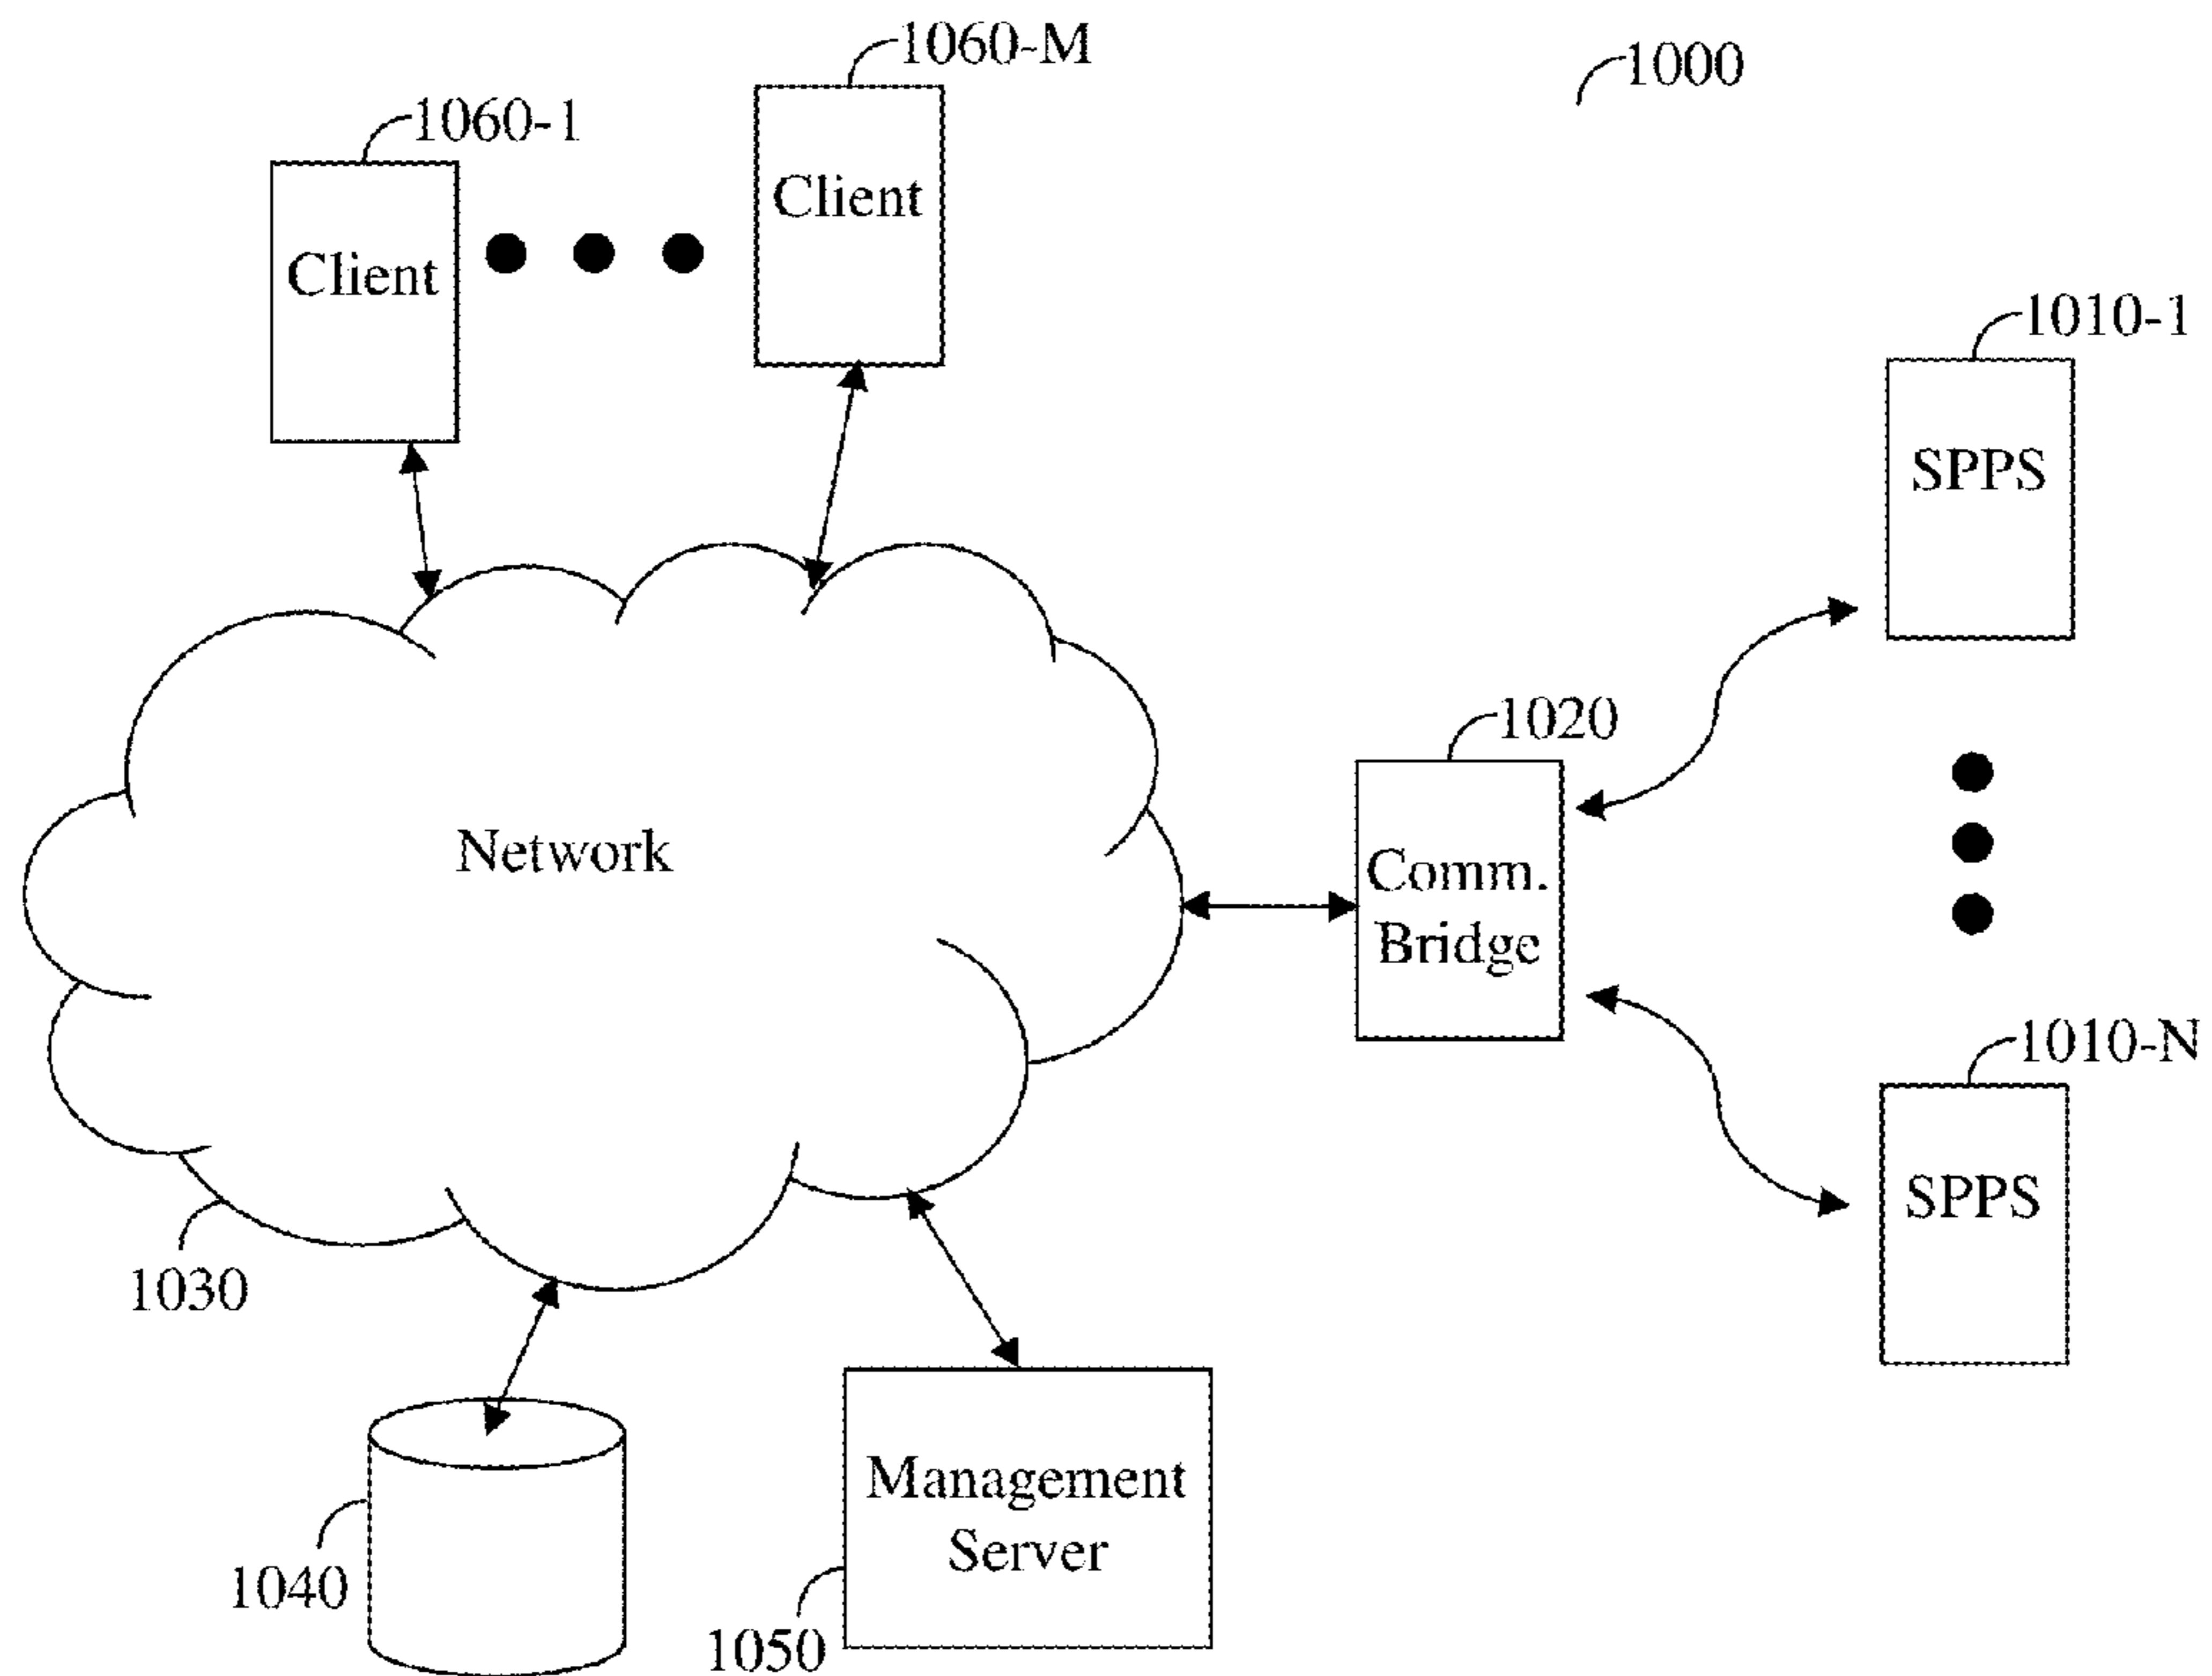 1060-M
1000
1060-1
Client
Client
1010-1
SPPS
1020
Network
Comm.
Bridge
1010-N
SPPS
1030
Management
Server
1040
1050